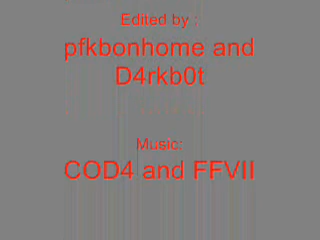 Edited by :
pfkbonhome and
D4rkb0t
Music:
COD4 and FFVII